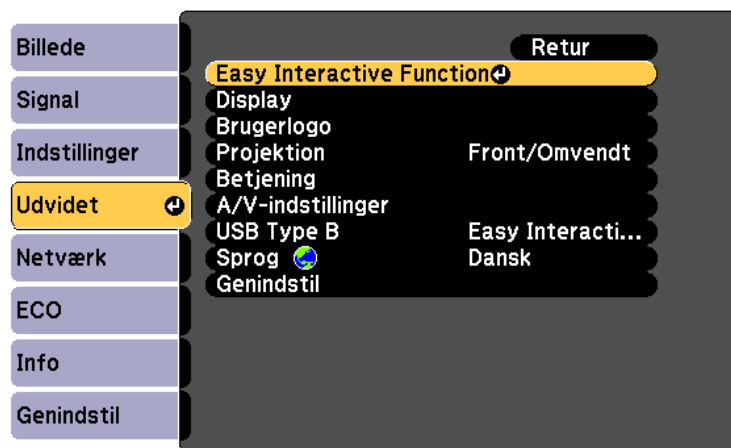 Billede
Signal
Indstillinger
Udvidet
Netværk
ECO
Info
Genindstil
Retur
Easy Interactive Function
Display
Brugerlogo
Projektion Front/Omvendt
Betjening
A/V-indstillinger
USB Type B Easy Interacti...
Sprog Dansk
Genindstil